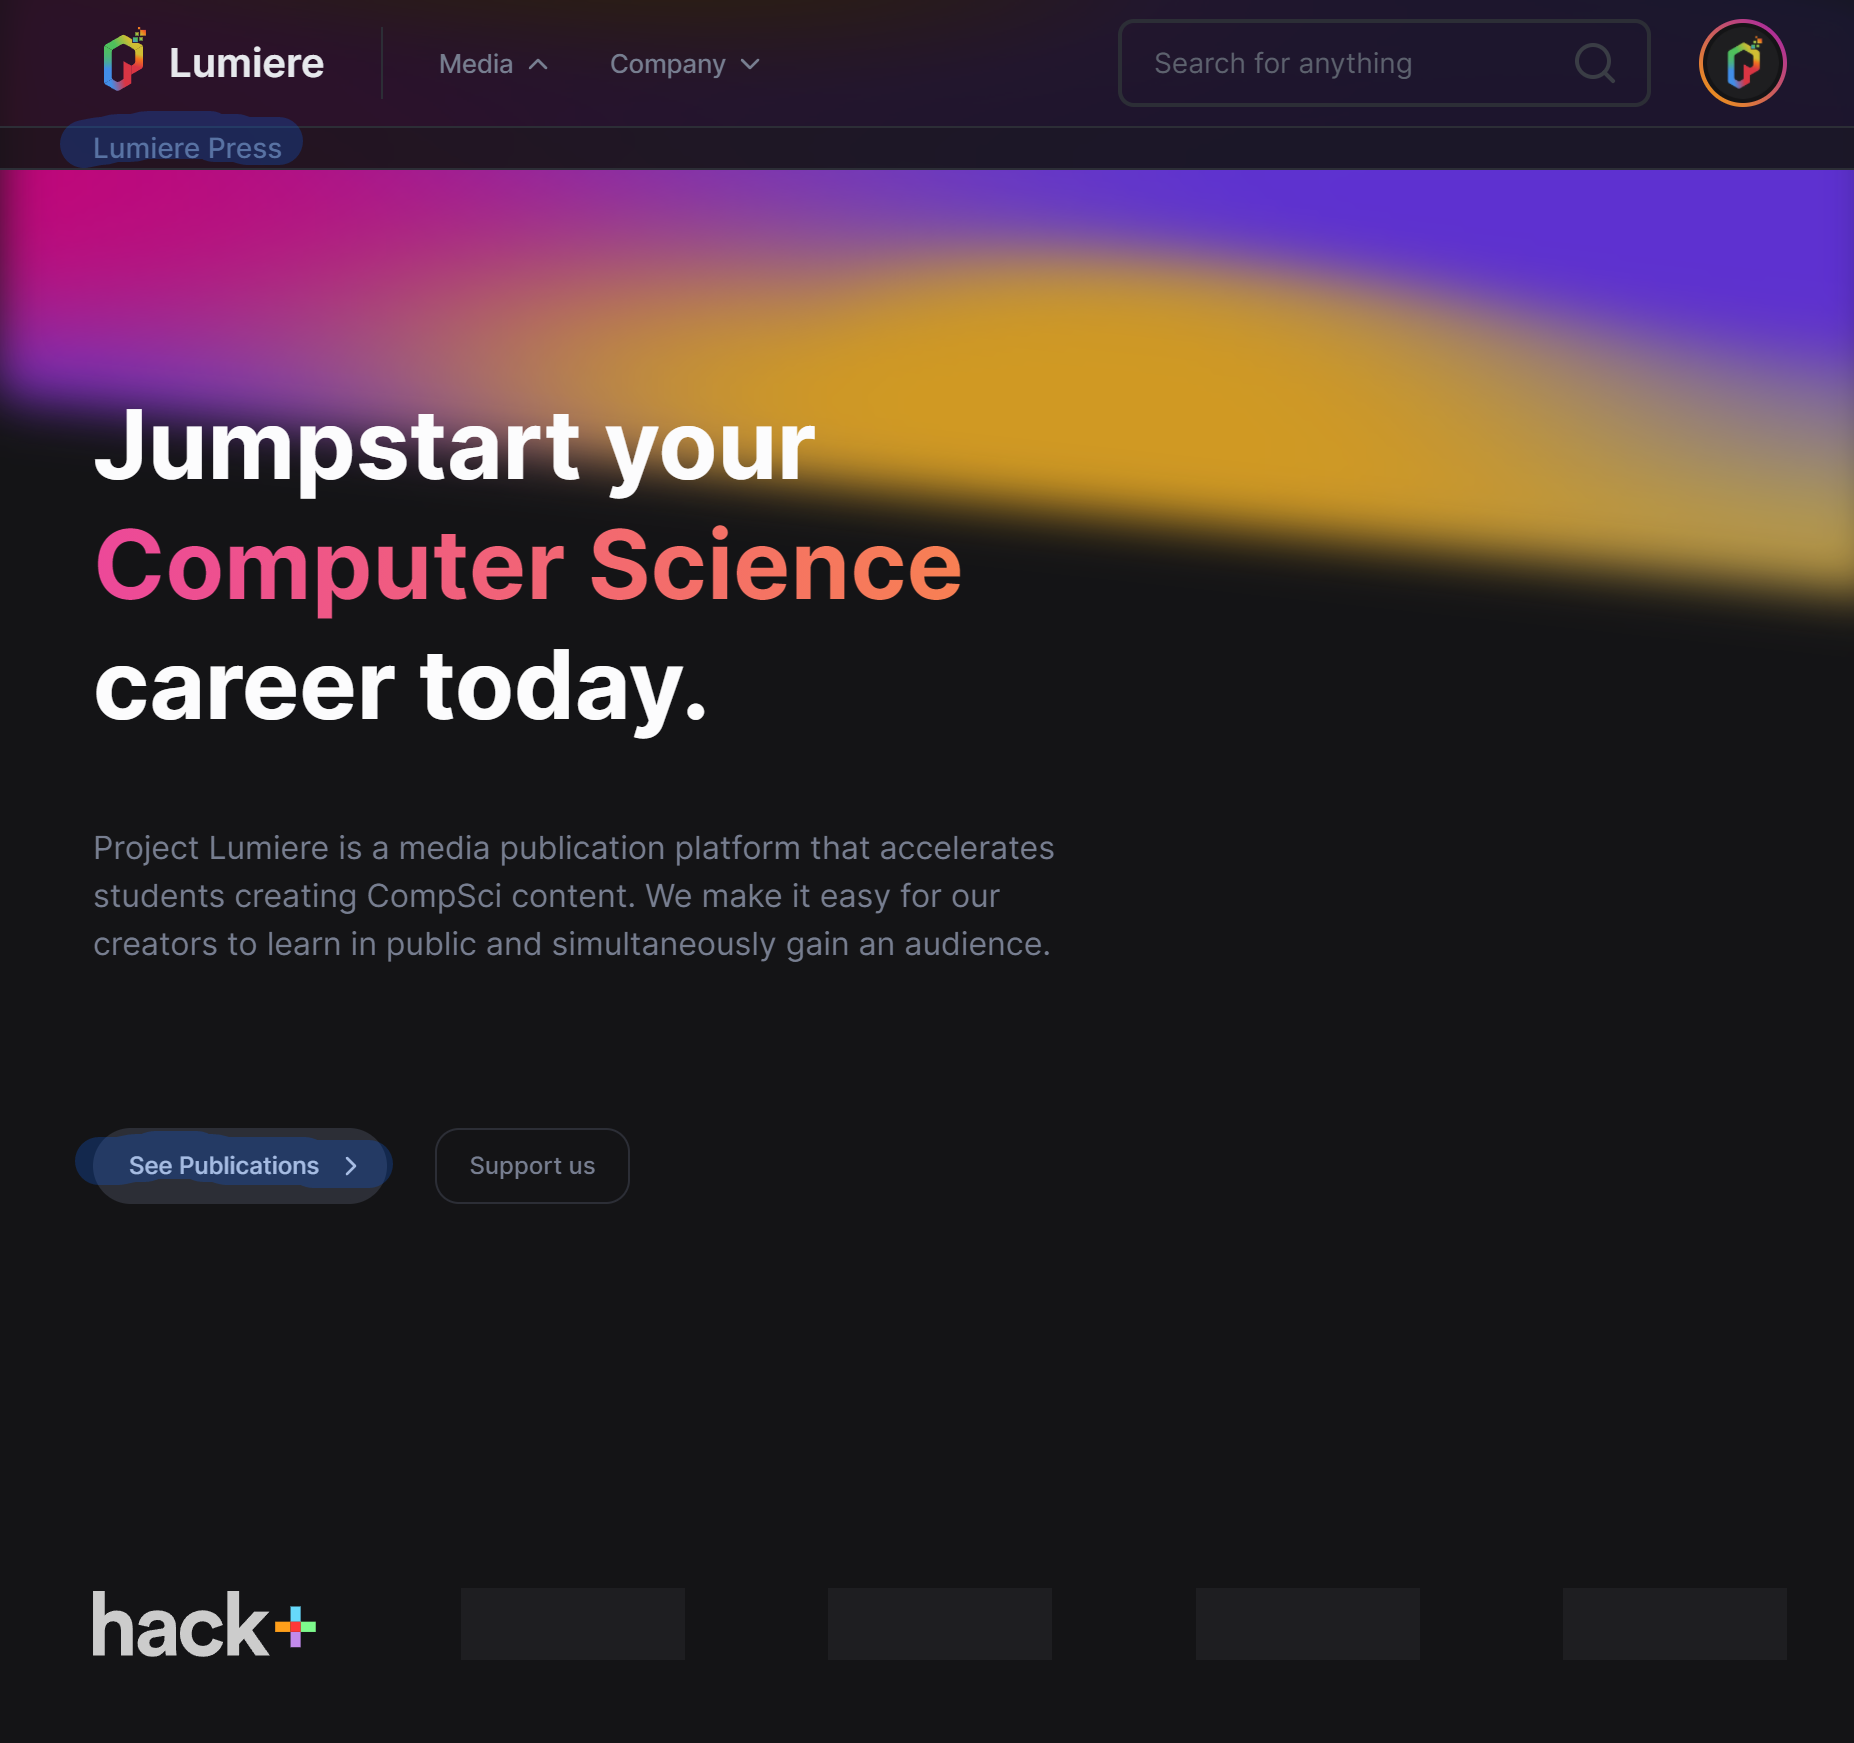 Lumiere
Media
Company
Search for anything
Lumiere Press
Jumpstart your
Computer Science
career today.
Project Lumiere is a media publication platform that accelerates
students creating CompSci content. We make it easy for our
creators to learn in public and simultaneously gain an audience.
See Publications
Support us
hack+